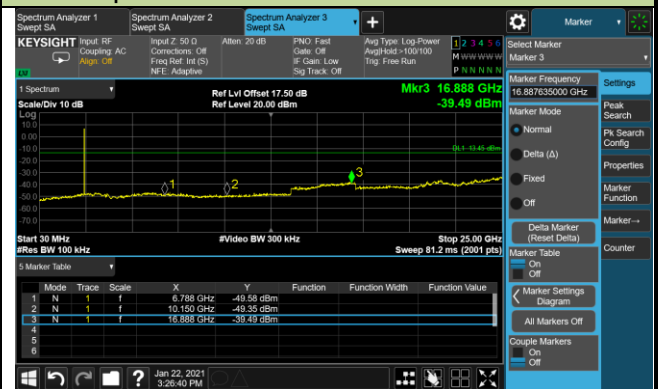 Spectrum Analyzer 1
Swept SA
Spectrum Analyzer 2
Swept SA
Spectrum Analyzer 3
Swept SA
Marker
KEYSIGHT
Input: RF
Coupling: AC
Align: Off
Input Z: 50 Ω
Corrections: Off
Freq Ref: Int (S)
NFE: Adaptive
Atten: 20 dB
PNO: Fast
Gate: Off
IF Gain: Low
Sig Track: Off
Avg Type: Log-Power
Avg|Hold:>100/100
Trig: Free Run
1 2 3 4 5 6
M W W W W W
P N N N N N
LXI
Select Marker
Marker 3
1 Spectrum
Scale/Div 10 dB
Ref Lvl Offset 17.50 dB
Ref Level 20.00 dBm
Mkr3 16.888 GHz
-39.49 dBm
Log
10.0
0.00
-10.0
-20.0
-30.0
-40.0
-50.0
-60.0
-70.0
DL1 -13.45 dBm
1
2
3
Start 30 MHz
#Res BW 100 kHz
#Video BW 300 kHz
Stop 25.00 GHz
Sweep 81.2 ms (2001 pts)
5 Marker Table
Mode Trace Scale X Y Function Function Width Function Value
1 N 1 f 6.788 GHz -49.58 dBm
2 N 1 f 10.150 GHz -49.35 dBm
3 N 1 f 16.888 GHz -39.49 dBm
4
5
6
Marker Frequency
16.887635000 GHz
Marker Mode
Normal
Delta (Δ)
Fixed
Off
Delta Marker
(Reset Delta)
Marker Table
On
Off
Marker Settings
Diagram
All Markers Off
Couple Markers
On
Off
Settings
Peak
Search
Pk Search
Config
Properties
Marker
Function
Marker→
Counter
Jan 22, 2021
3:26:40 PM